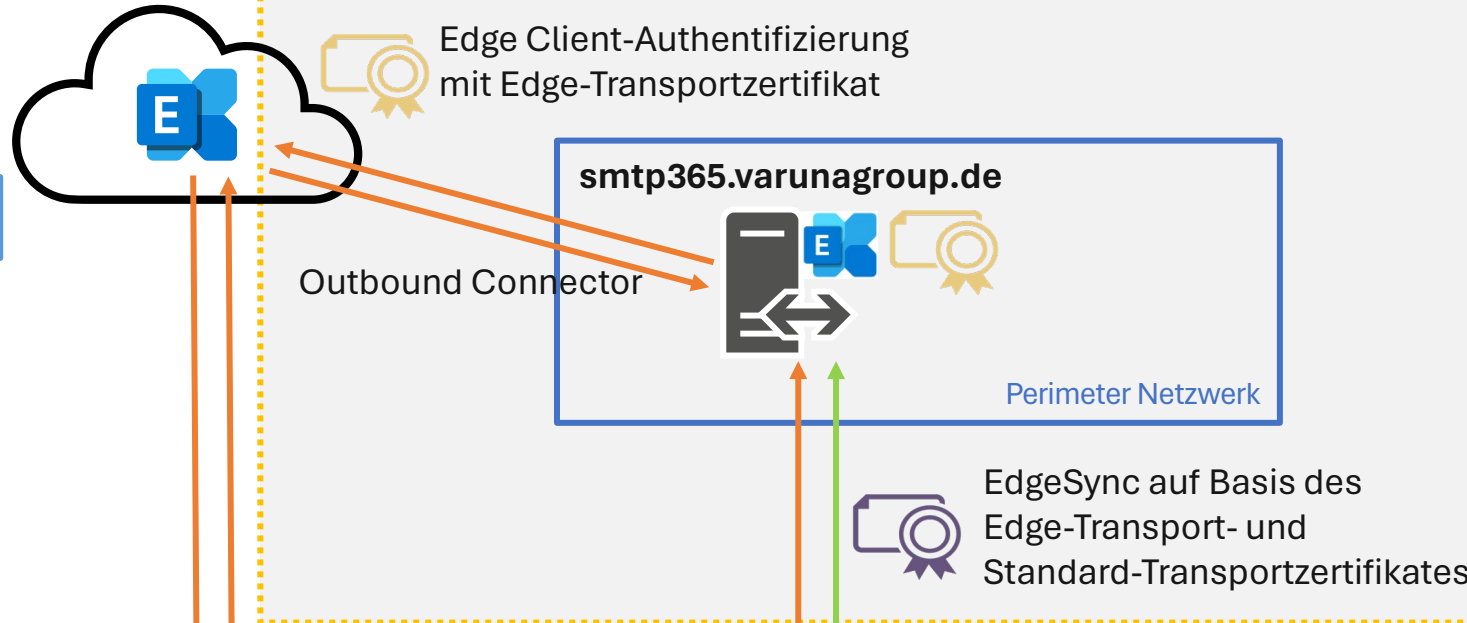 Edge Client-Authentifizierung
mit Edge-Transportzertifikat
E
smtp365.varunagroup.de
E
Outbound Connector
Perimeter Netzwerk
EdgeSync auf Basis des
Edge-Transport- und
Standard-Transportzertifikates